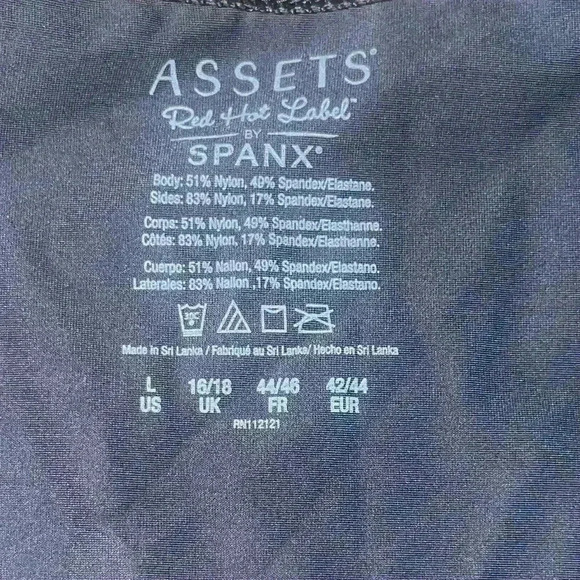 ASSETS®
Red Hot Label™
BY
SPANX®
Body: 51% Nylon, 49% Spandex/Elastane.
Sides: 83% Nylon, 17% Spandex/Elastane.
Corps: 51% Nylon, 49% Spandex/Elasthanne.
Côtés: 83% Nylon, 17% Spandex/Elasthanne.
Cuerpo: 51% Nailon, 49% Spandex/Elastano.
Laterales: 83% Nailon ,17% Spandex/Elastano.
30C
Made in Sri Lanka / Fabriqué au Sri Lanka/ Hecho en Sri Lanka
L 16/18 44/46 42/44
US UK FR EUR
RN112121